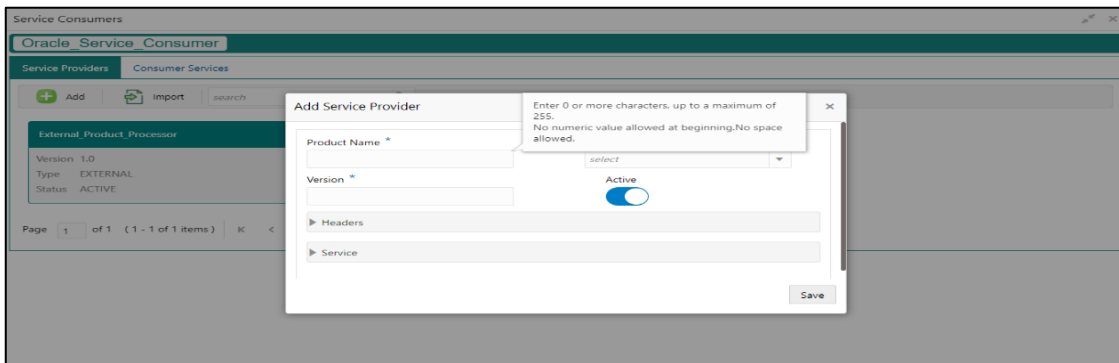 Service Consumers
Oracle_Service_Consumer
Service Providers Consumer Services
Add Import search
Add Service Provider
Enter 0 or more characters, up to a maximum of
255.
No numeric value allowed at beginning.No space
allowed.
External_Product_Processor
Product Name *
select
Version 1.0
Type EXTERNAL
Status ACTIVE
Version *
Active
Headers
Page 1 of 1 (1 - 1 of 1 items)
Service
Save